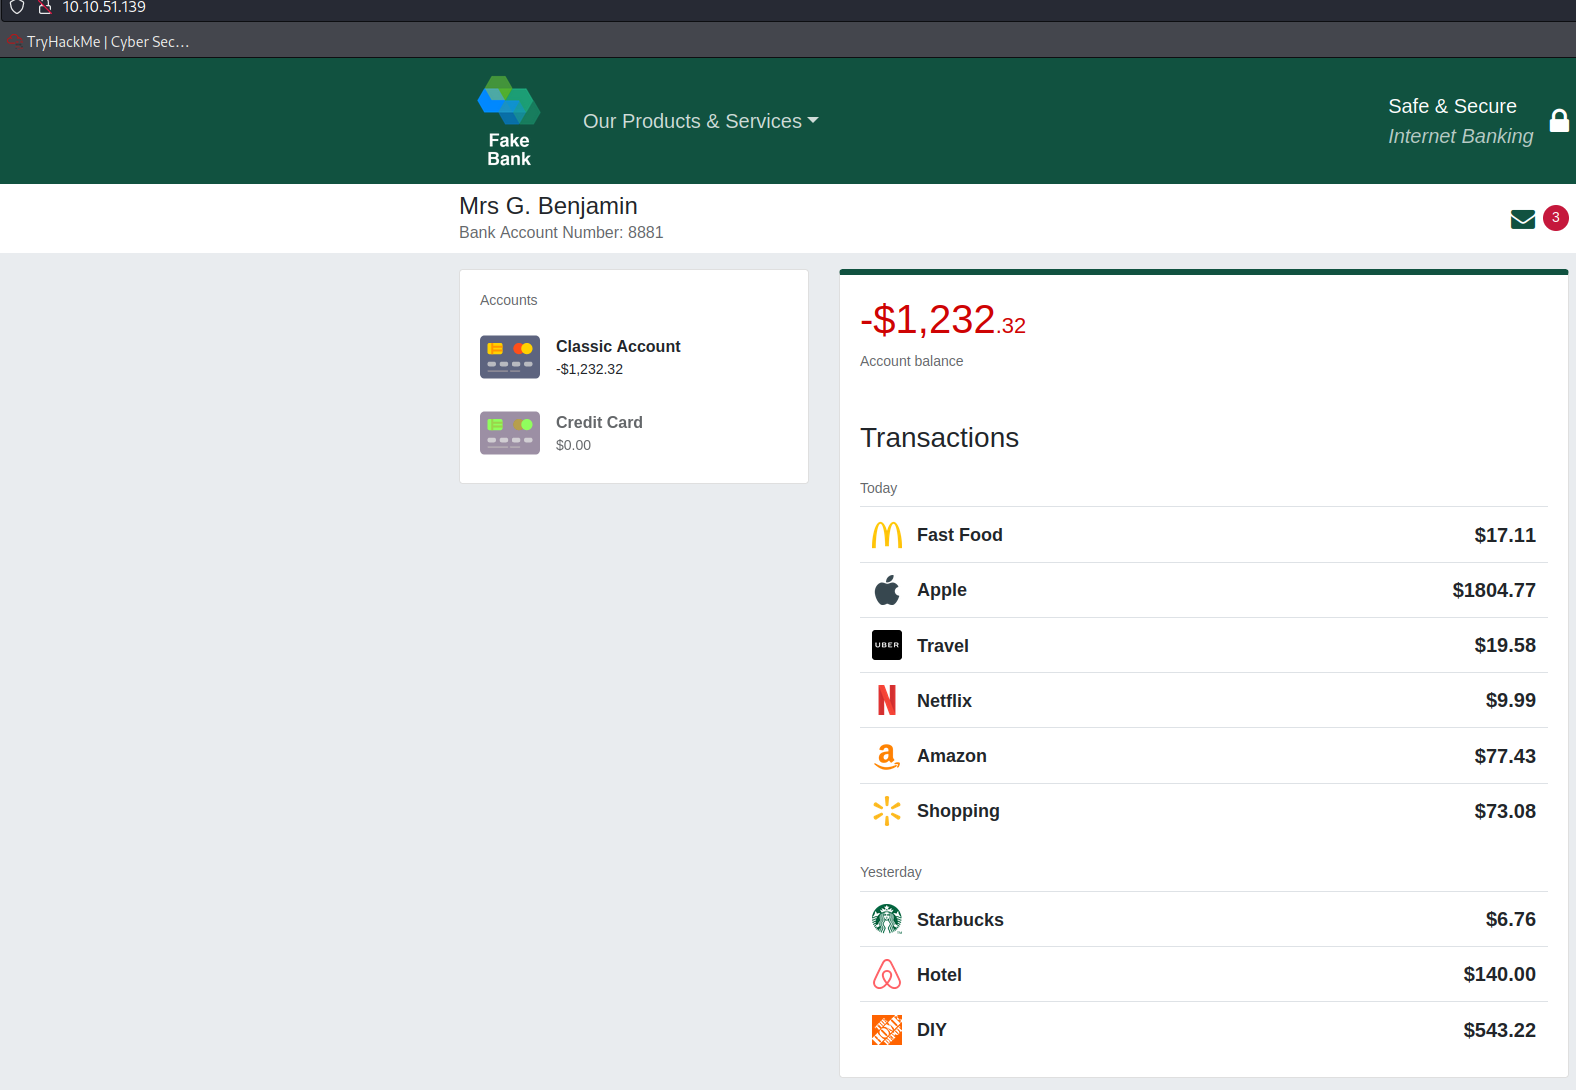 10.10.51.139
TryHackMe | Cyber Sec...
Fake
Bank
Our Products & Services
Safe & Secure
Internet Banking
Mrs G. Benjamin
Bank Account Number: 8881
3
Accounts
Classic Account
-$1,232.32
Credit Card
$0.00
-$1,232.32
Account balance
Transactions
Today
Fast Food $17.11
Apple $1804.77
UBER Travel $19.58
Netflix $9.99
Amazon $77.43
Shopping $73.08
Yesterday
Starbucks $6.76
Hotel $140.00
THE HOME DEPOT DIY $543.22